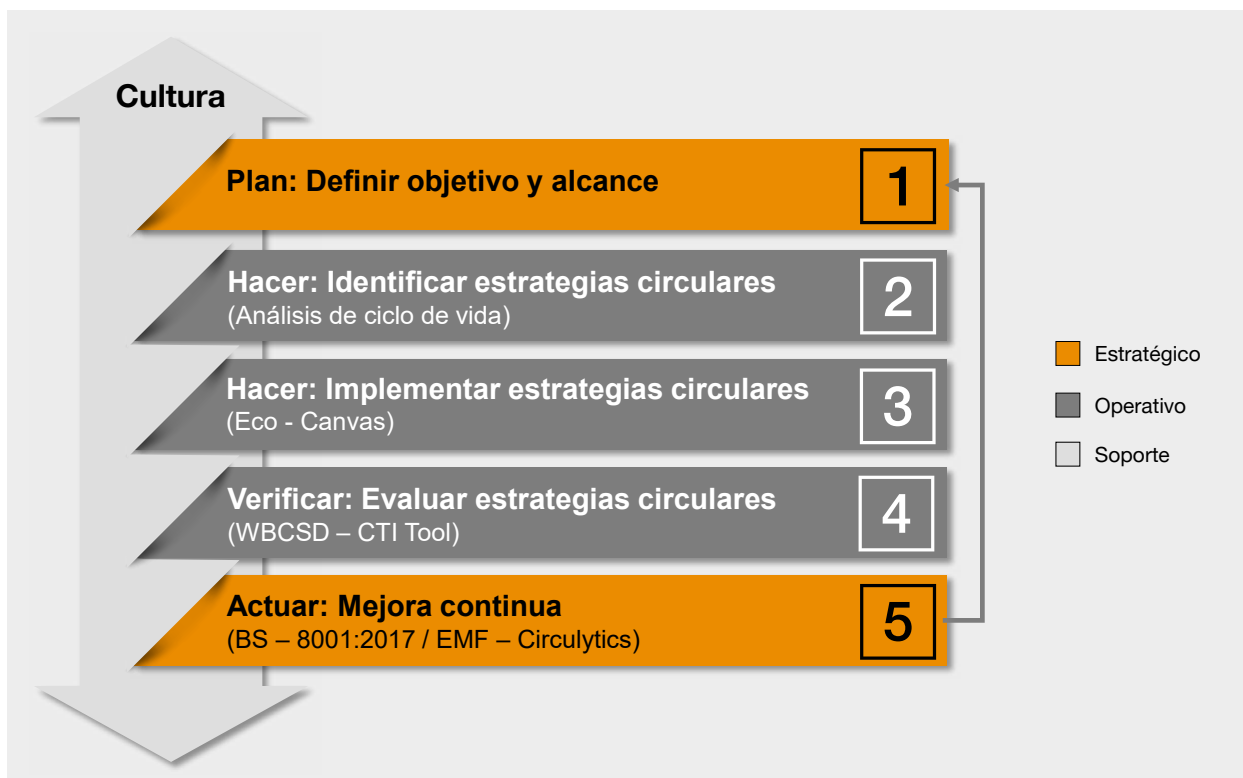 Cultura
Plan: Definir objetivo y alcance
1
Hacer: Identificar estrategias circulares
(Análisis de ciclo de vida)
2
Hacer: Implementar estrategias circulares
(Eco - Canvas)
3
Verificar: Evaluar estrategias circulares
(WBCSD – CTI Tool)
4
Actuar: Mejora continua
(BS – 8001:2017 / EMF – Circulytics)
5
Estratégico
Operativo
Soporte